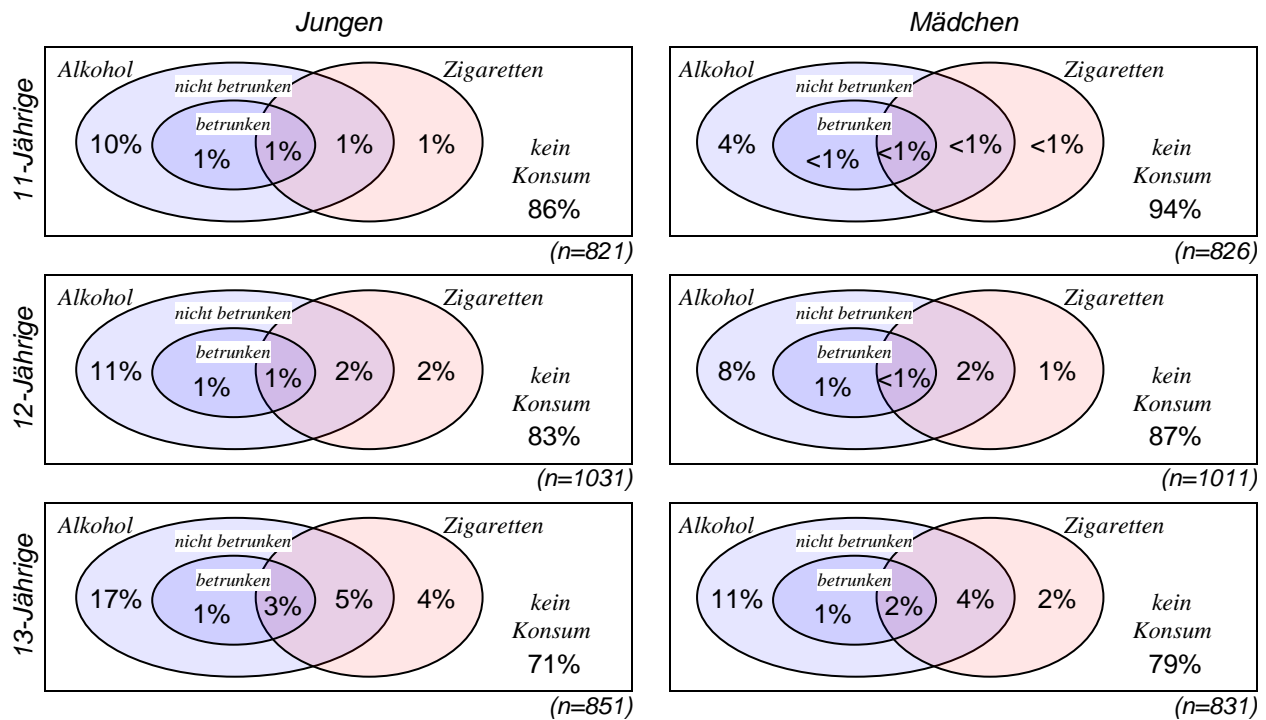 Jungen Mädchen
11-Jährige
Alkohol Zigaretten Alkohol Zigaretten
nicht betrunken nicht betrunken
betrunken betrunken
10% 1% 1% 1% 1% kein 4% <1% <1% <1% <1% kein
Konsum Konsum
86% 94%
(n=821) (n=826)
12-Jährige
Alkohol Zigaretten Alkohol Zigaretten
nicht betrunken nicht betrunken
betrunken betrunken
11% 1% 1% 2% 2% kein 8% 1% <1% 2% 1% kein
Konsum Konsum
83% 87%
(n=1031) (n=1011)
13-Jährige
Alkohol Zigaretten Alkohol Zigaretten
nicht betrunken nicht betrunken
betrunken betrunken
17% 1% 3% 5% 4% kein 11% 1% 2% 4% 2% kein
Konsum Konsum
71% 79%
(n=851) (n=831)